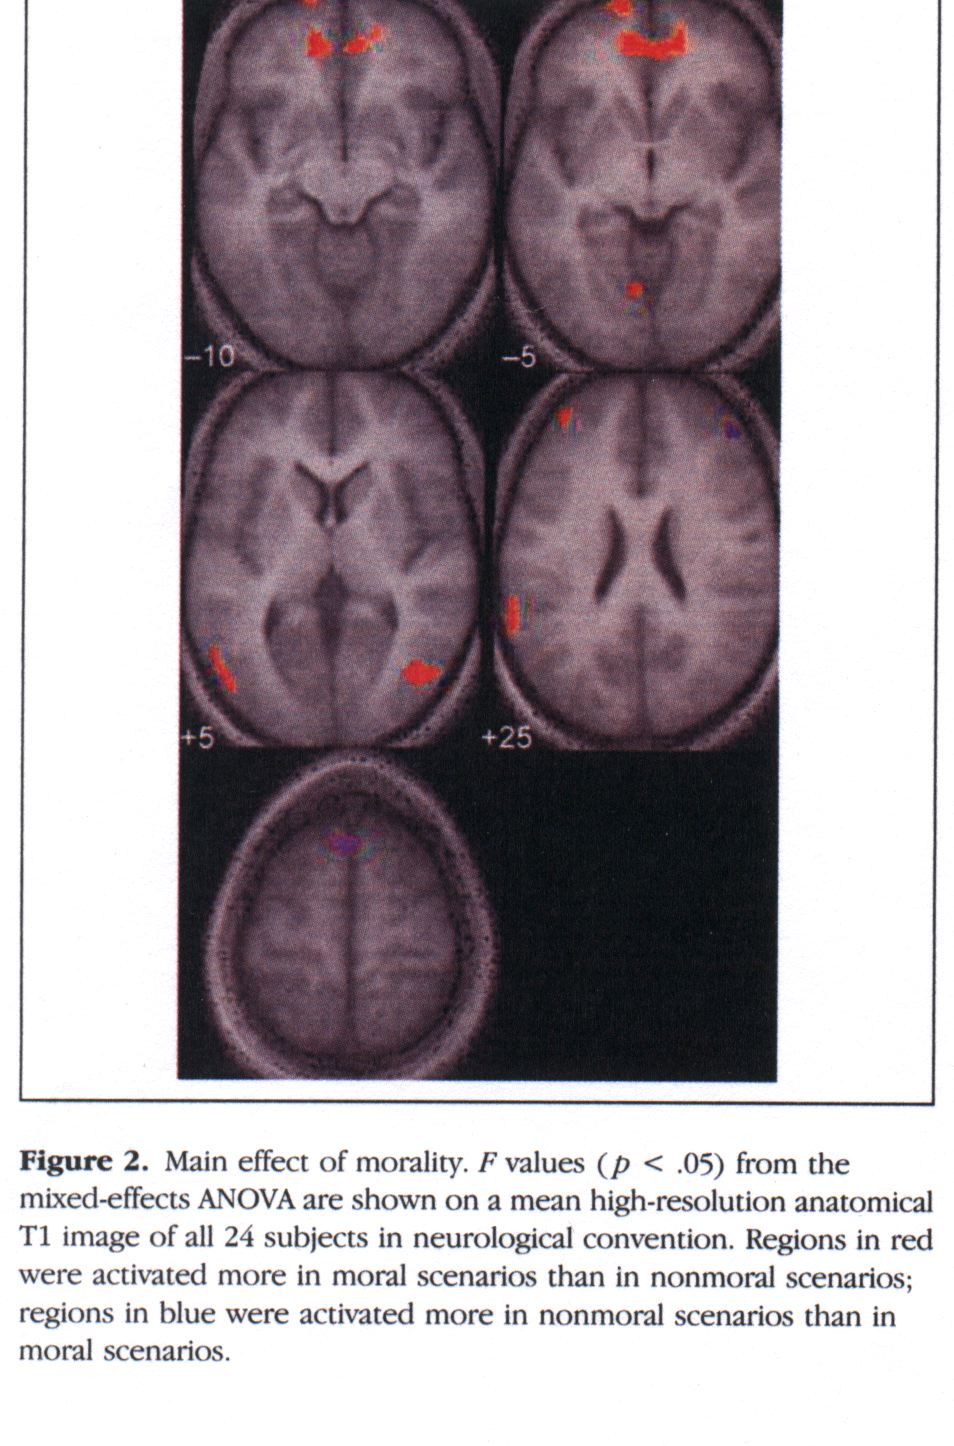 –10
–5
+5
+25
Figure 2. Main effect of morality. F values (p < .05) from the
mixed-effects ANOVA are shown on a mean high-resolution anatomical
T1 image of all 24 subjects in neurological convention. Regions in red
were activated more in moral scenarios than in nonmoral scenarios;
regions in blue were activated more in nonmoral scenarios than in
moral scenarios.